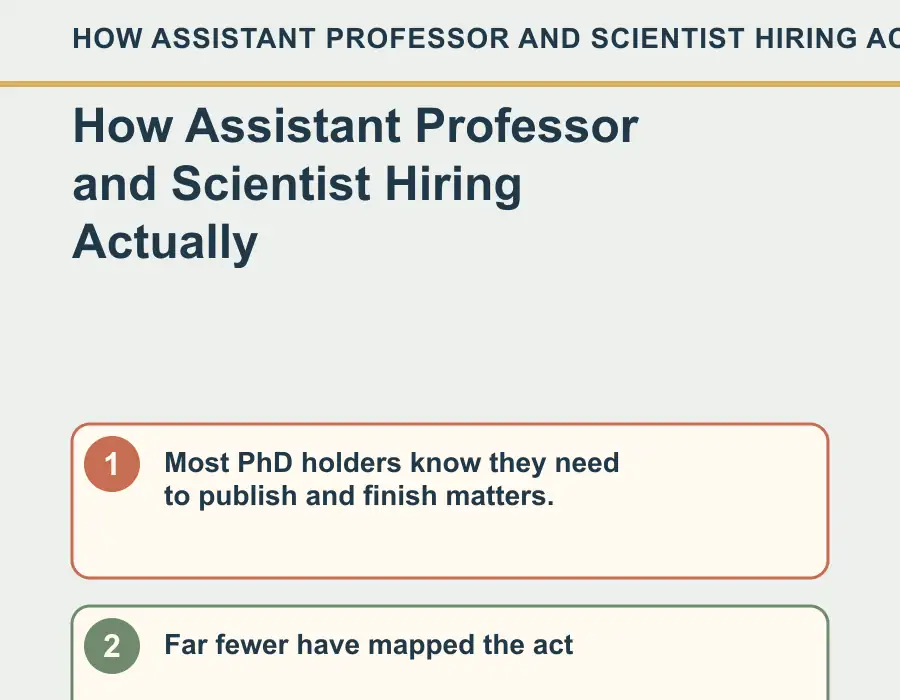 HOW ASSISTANT PROFESSOR AND SCIENTIST HIRING AC
How Assistant Professor
and Scientist Hiring
Actually
1
Most PhD holders know they need
to publish and finish matters.
2
Far fewer have mapped the act